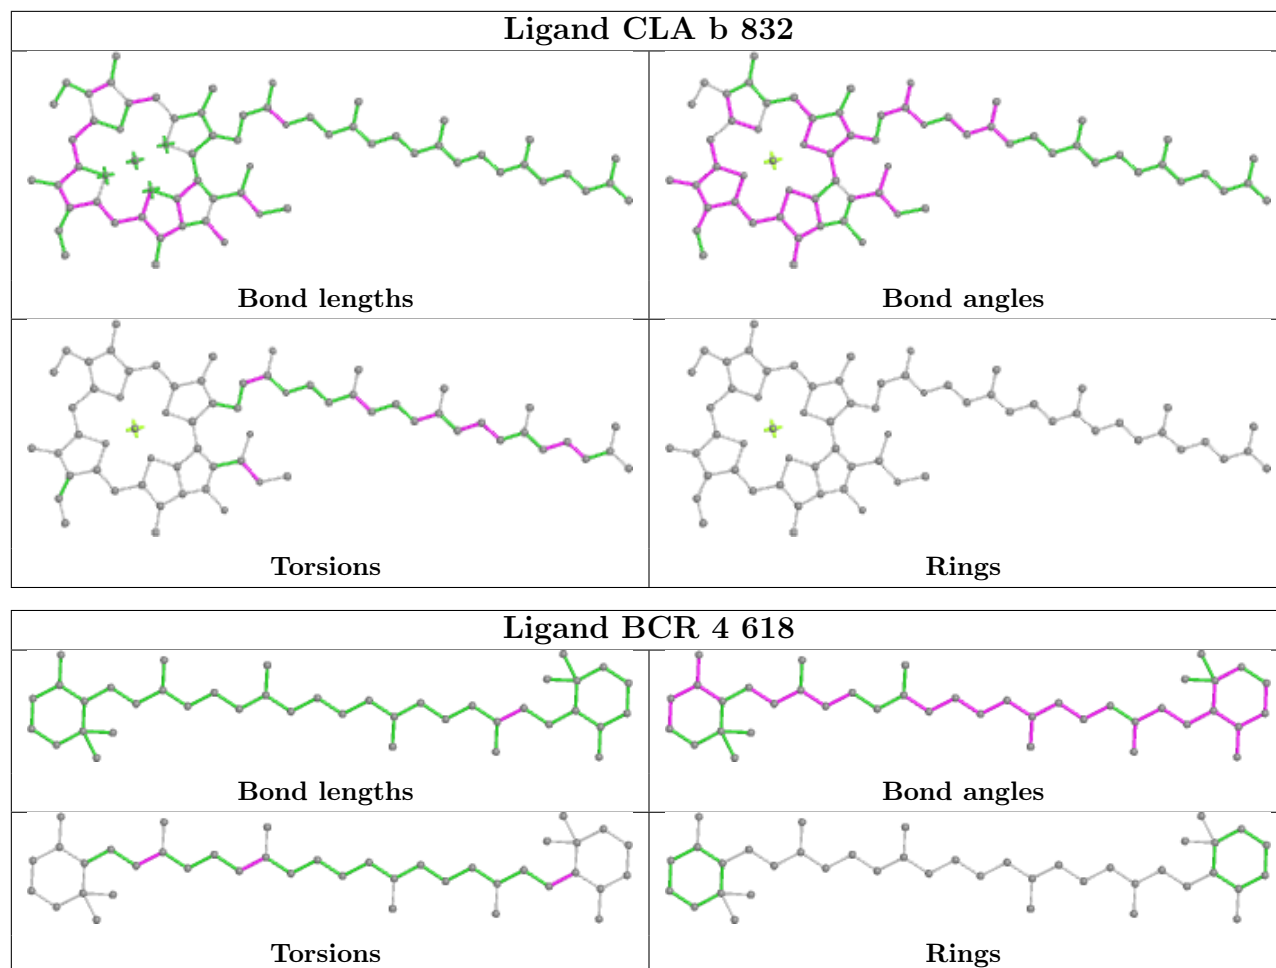 Ligand CLA b 832
Bond lengths
Bond angles
Torsions
Rings
Ligand BCR 4 618
Bond lengths
Bond angles
Torsions
Rings